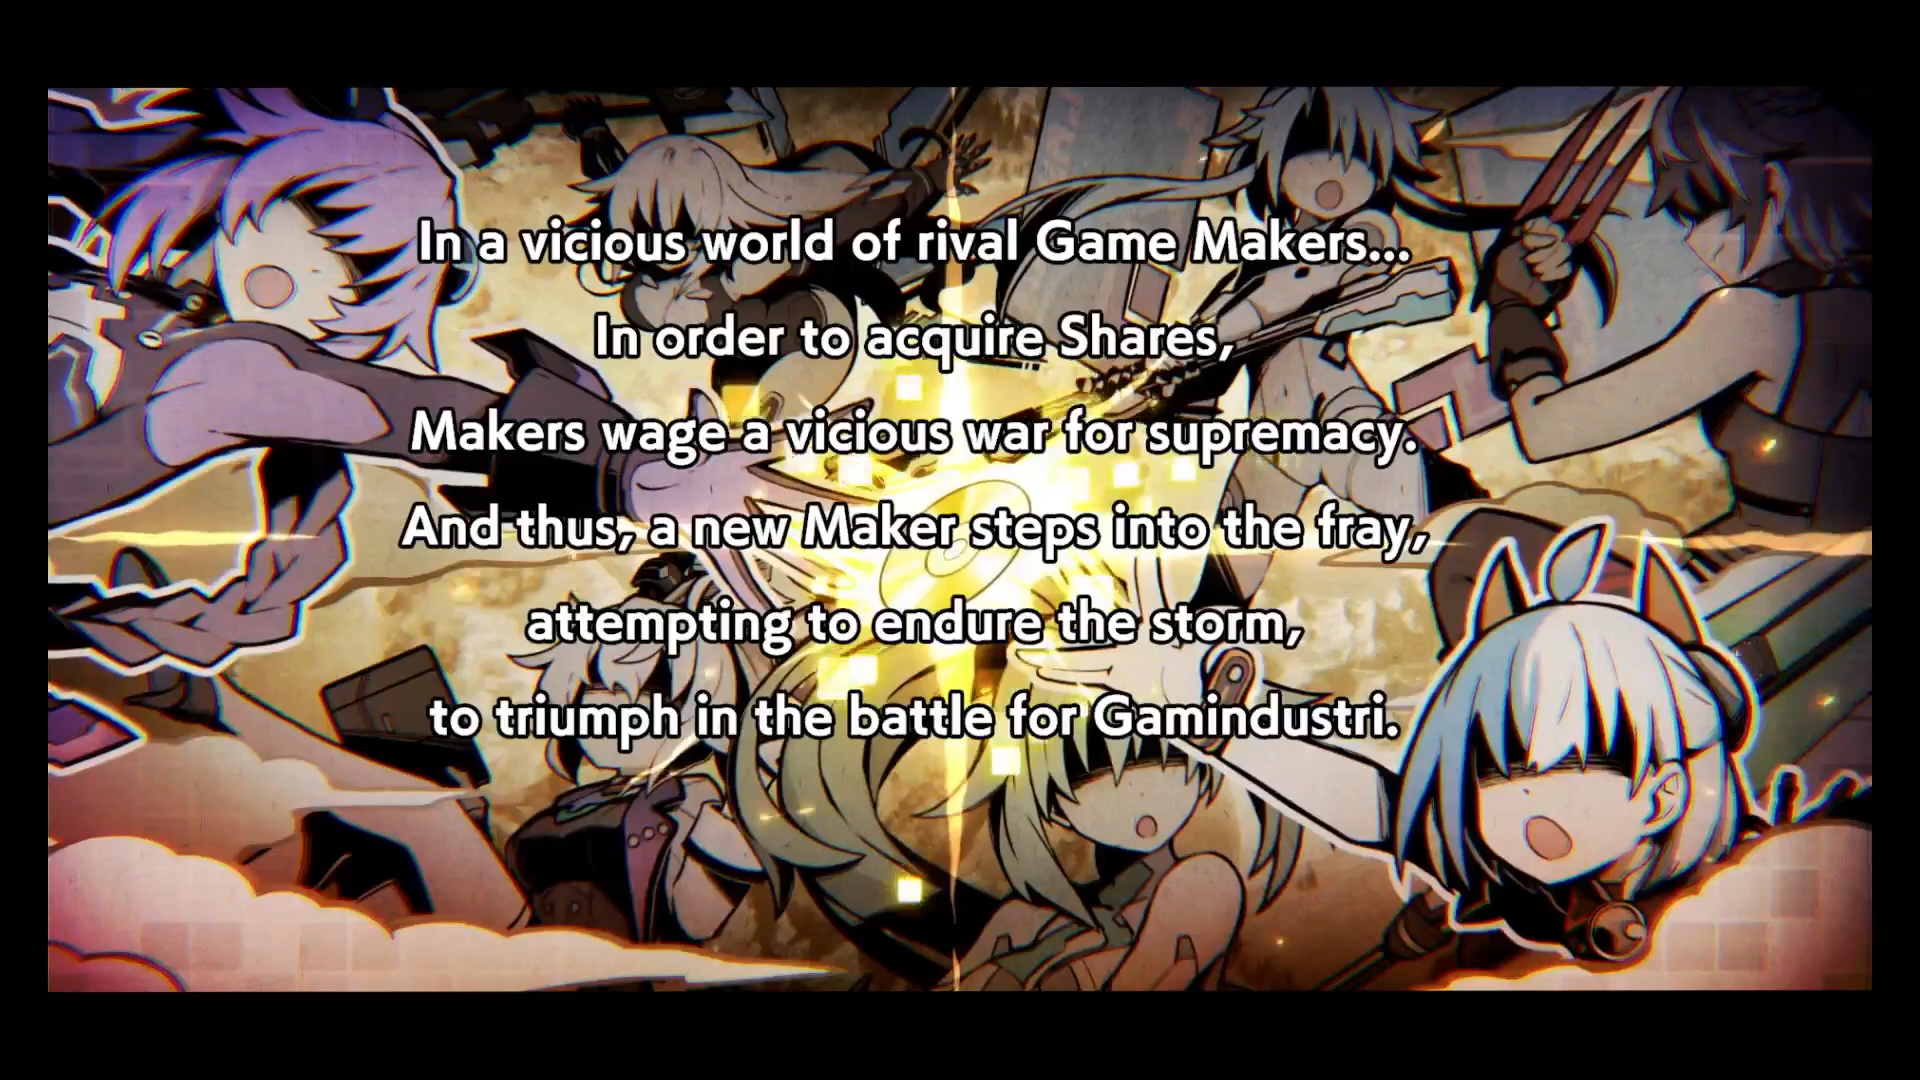 In a vicious world of rival Game Makers...
In order to acquire Shares,
Makers wage a vicious war for supremacy.
And thus, a new Maker steps into the fray,
attempting to endure the storm,
to triumph in the battle for Gamindustri.